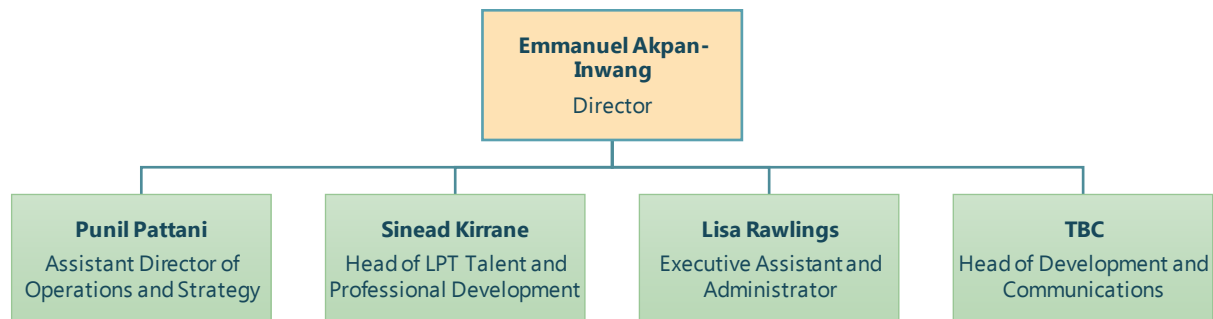 Emmanuel Akpan-
Inwang
Director
Punil Pattani
Assistant Director of
Operations and Strategy
Sinead Kirrane
Head of LPT Talent and
Professional Development
Lisa Rawlings
Executive Assistant and
Administrator
TBC
Head of Development and
Communications